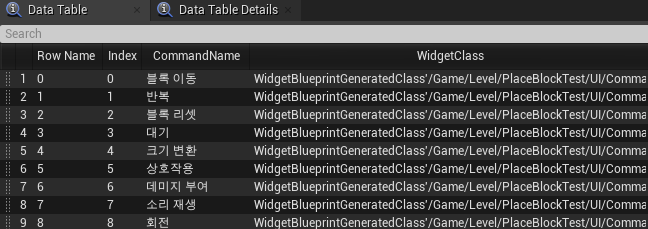 Data Table
Data Table Details
Search
Row Name Index CommandName WidgetClass
1 0 0 블록 이동 WidgetBlueprintGeneratedClass'/Game/Level/PlaceBlockTest/UI/Comma
2 1 1 반복 WidgetBlueprintGeneratedClass'/Game/Level/PlaceBlockTest/UI/Comma
3 2 2 블록 리셋 WidgetBlueprintGeneratedClass'/Game/Level/PlaceBlockTest/UI/Comma
4 3 3 대기 WidgetBlueprintGeneratedClass'/Game/Level/PlaceBlockTest/UI/Comma
5 4 4 크기 변환 WidgetBlueprintGeneratedClass'/Game/Level/PlaceBlockTest/UI/Comma
6 5 5 상호작용 WidgetBlueprintGeneratedClass'/Game/Level/PlaceBlockTest/UI/Comma
7 6 6 데미지 부여 WidgetBlueprintGeneratedClass'/Game/Level/PlaceBlockTest/UI/Comma
8 7 7 소리 재생 WidgetBlueprintGeneratedClass'/Game/Level/PlaceBlockTest/UI/Comma
9 8 8 회전 WidgetBlueprintGeneratedClass'/Game/Level/PlaceBlockTest/UI/Comma